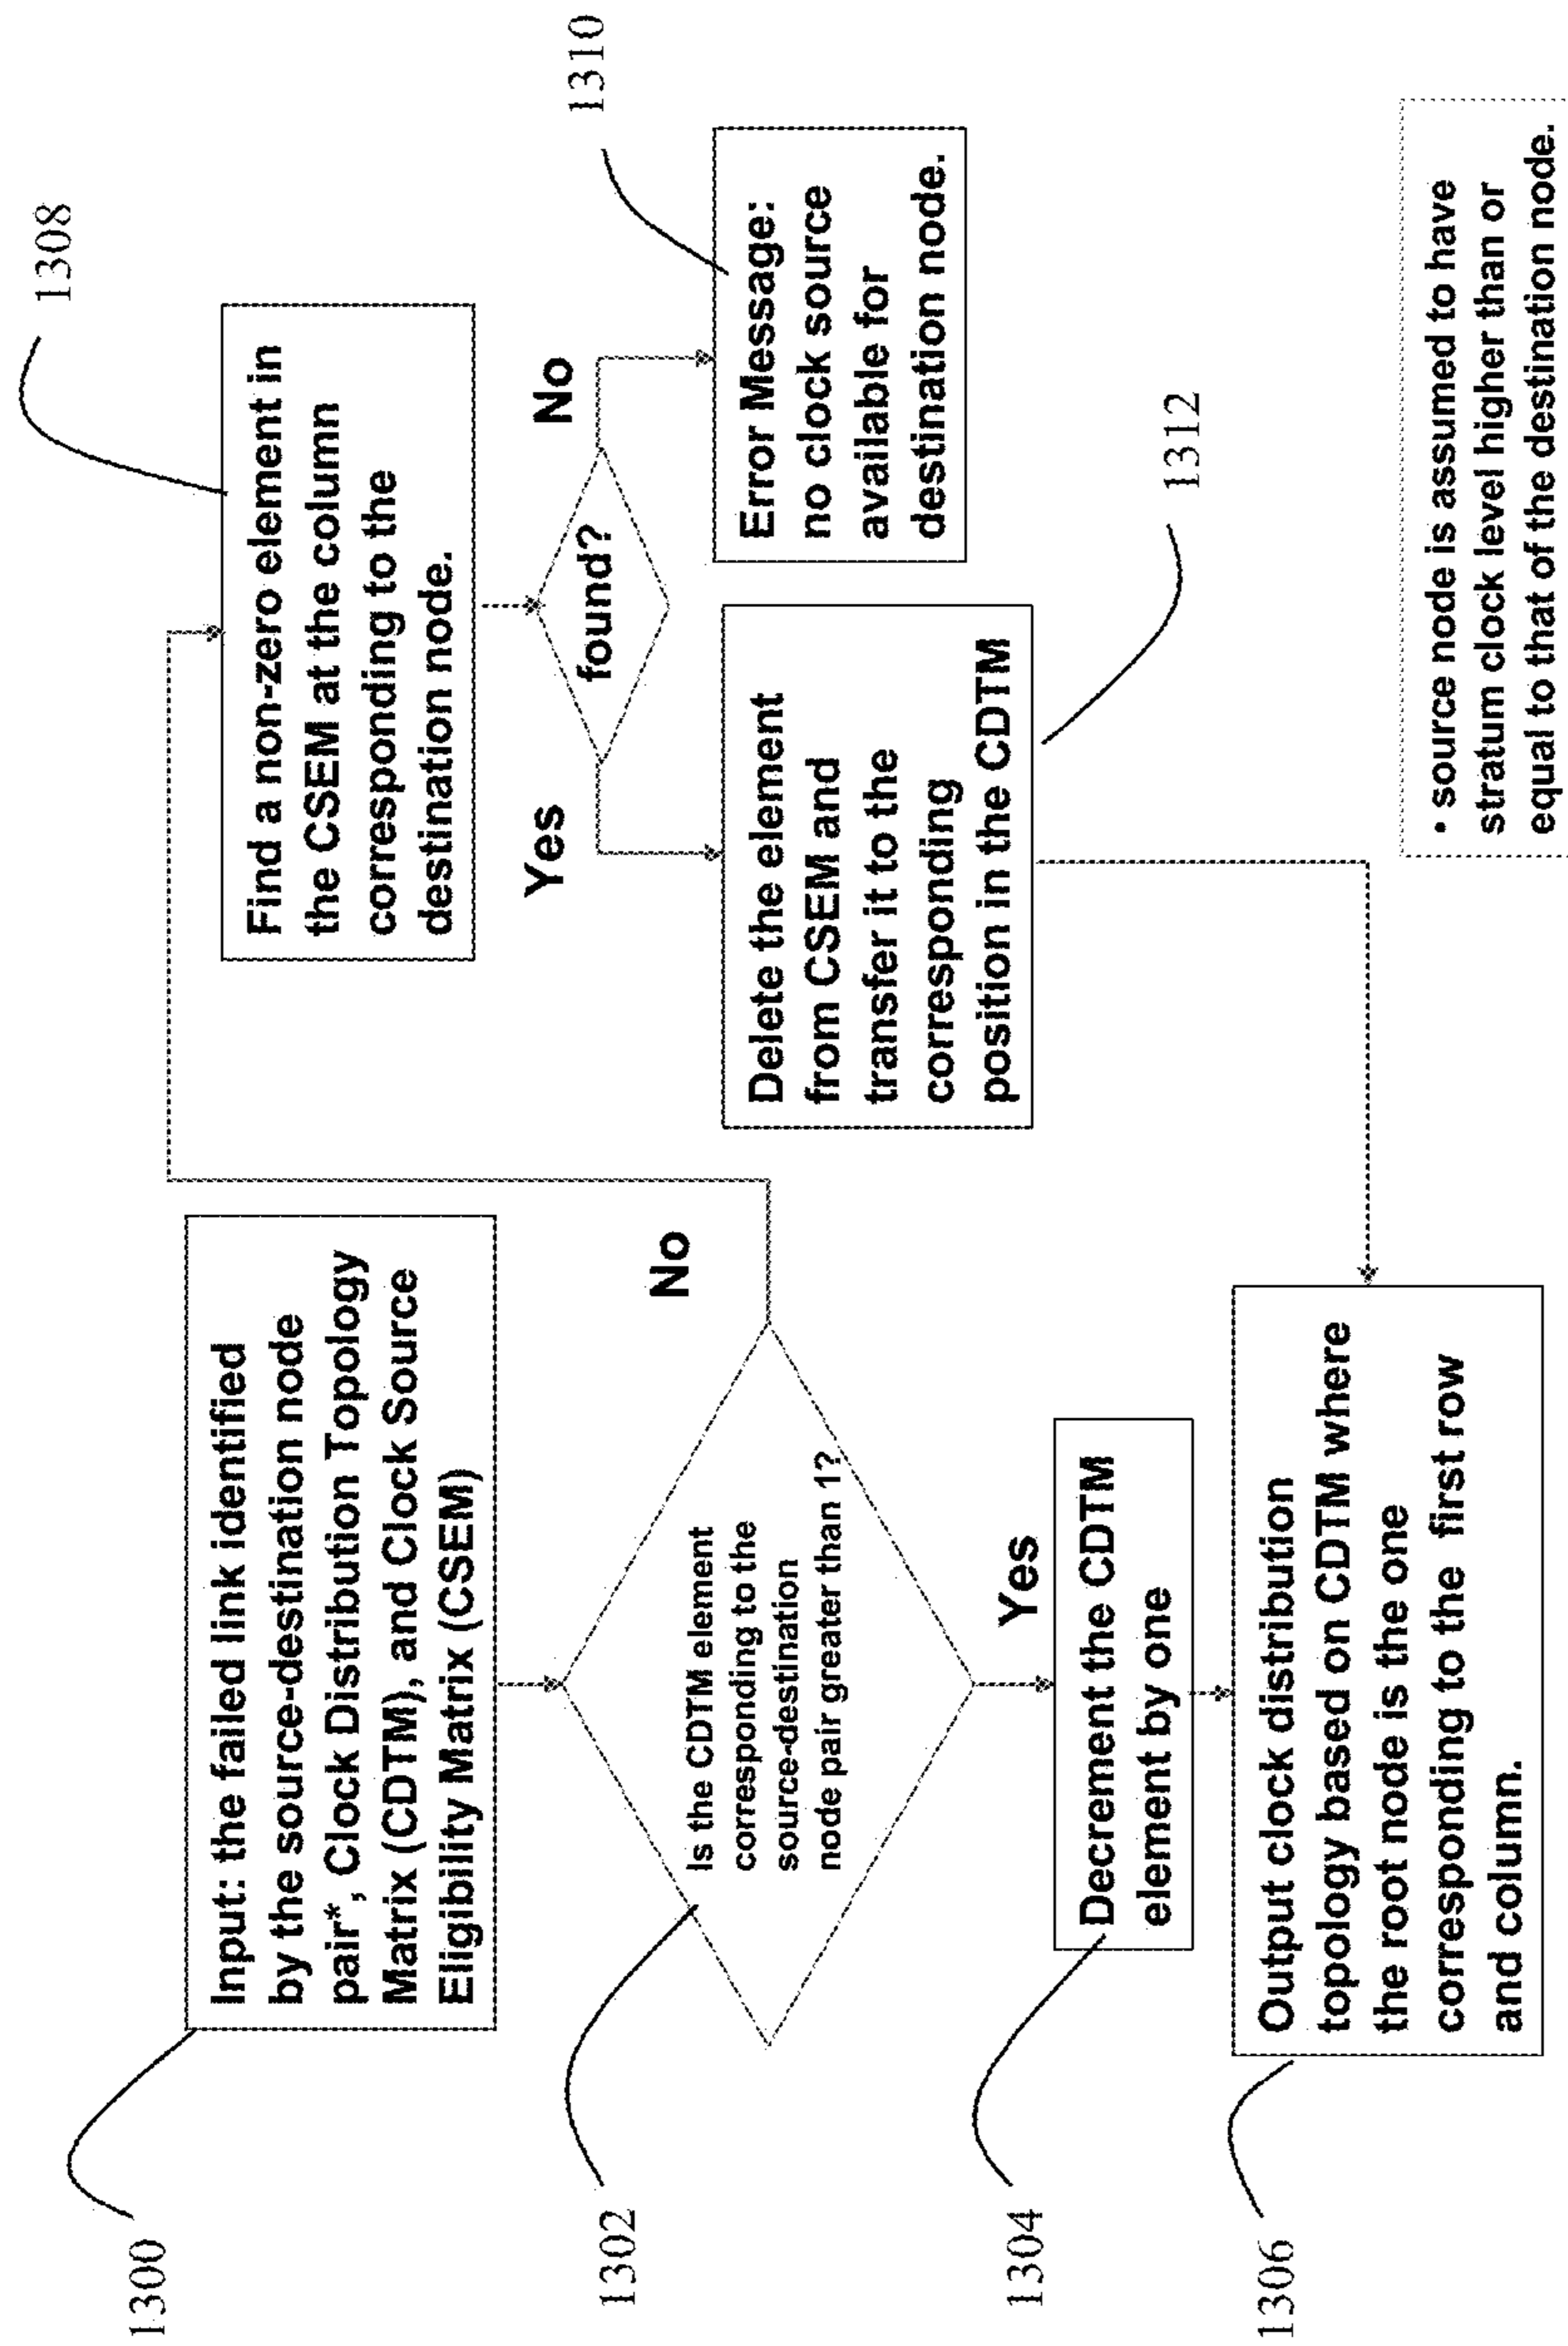 1300
Input: the failed link identified
by the source-destination node
pair*, Clock Distribution Topology
Matrix (CDTM), and Clock Source
Eligibility Matrix (CSEM)
1302
Is the CDTM element
corresponding to the
source-destination
node pair greater than 1?
No
Yes
1304
Decrement the CDTM
element by one
1306
Output clock distribution
topology based on CDTM where
the root node is the one
corresponding to the first row
and column.
1308
Find a non-zero element in
the CSEM at the column
corresponding to the
destination node.
found?
Yes
No
1310
Error Message:
no clock source
available for
destination node.
Delete the element
from CSEM and
transfer it to the
corresponding
position in the CDTM
1312
• source node is assumed to have
stratum clock level higher than or
equal to that of the destination node.